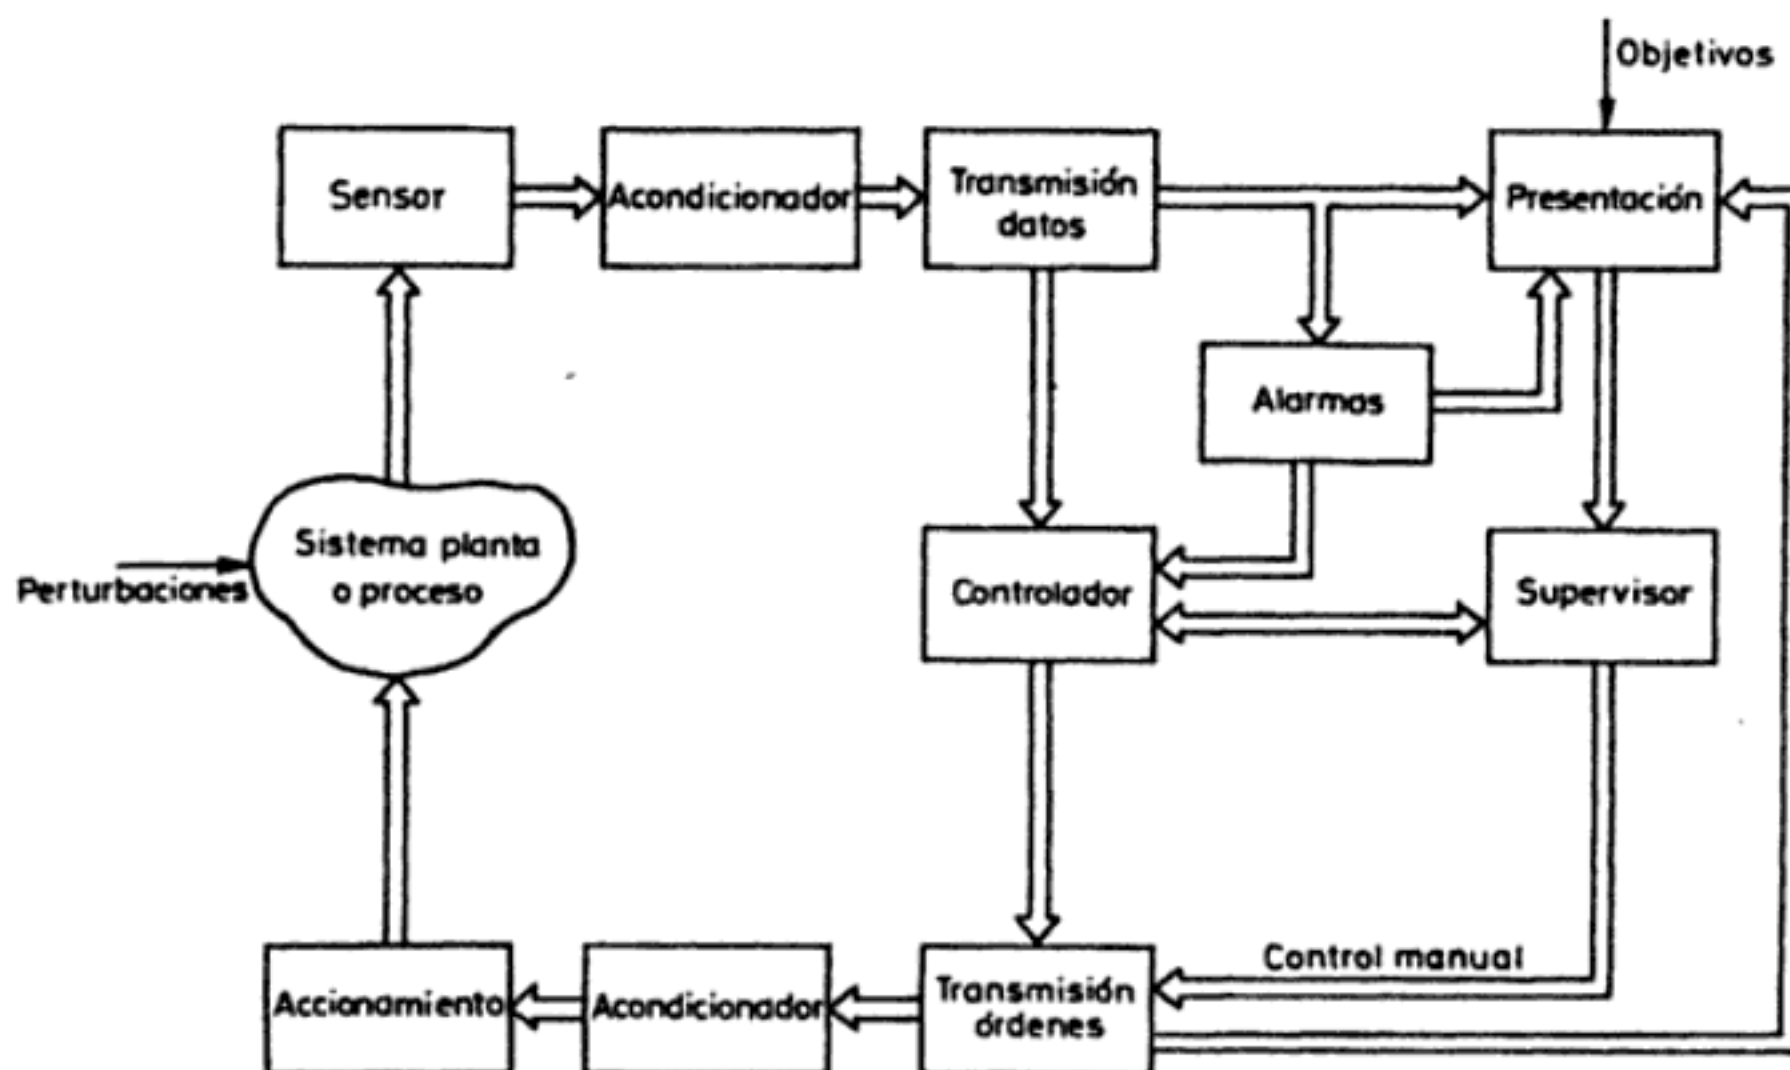 Objetivos
Sensor
Acondicionador
Transmisión
datos
Presentación
Alarmas
Sistema planta
o proceso
Perturbaciones
Controlador
Supervisor
Control manual
Accionamiento
Acondicionador
Transmisión
órdenes